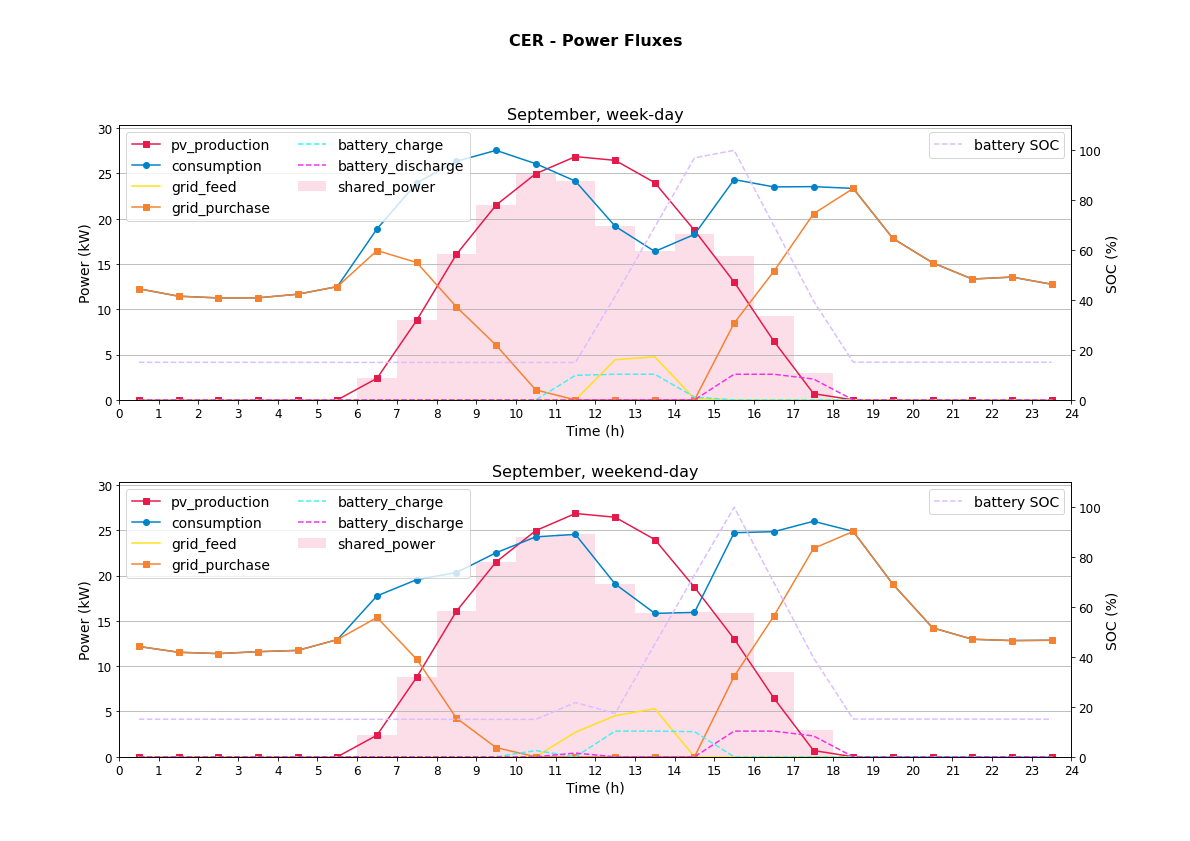 CER - Power Fluxes
September, week-day
pv_production
consumption
grid_feed
grid_purchase
battery_charge
battery_discharge
shared_power
battery SOC
30
25
20
15
10
5
0
Power (kW)
100
80
60
40
20
0
SOC (%)
0 1 2 3 4 5 6 7 8 9 10 11 12 13 14 15 16 17 18 19 20 21 22 23 24
Time (h)
September, weekend-day
pv_production
consumption
grid_feed
grid_purchase
battery_charge
battery_discharge
shared_power
battery SOC
30
25
20
15
10
5
0
Power (kW)
100
80
60
40
20
0
SOC (%)
0 1 2 3 4 5 6 7 8 9 10 11 12 13 14 15 16 17 18 19 20 21 22 23 24
Time (h)